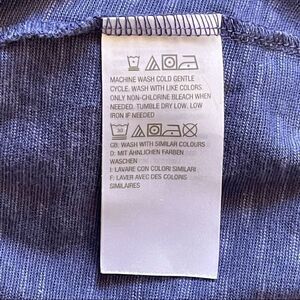 MACHINE WASH COLD GENTLE
CYCLE. WASH WITH LIKE COLORS.
ONLY NON-CHLORINE BLEACH WHEN
NEEDED. TUMBLE DRY LOW. LOW
IRON IF NEEDED
30
GB: WASH WITH SIMILAR COLOURS
D: MIT ÄHNLICHEN FARBEN
WASCHEN
I: LAVARE CON COLORI SIMILARI
F: LAVER AVEC DES COLORIS
SIMILAIRES